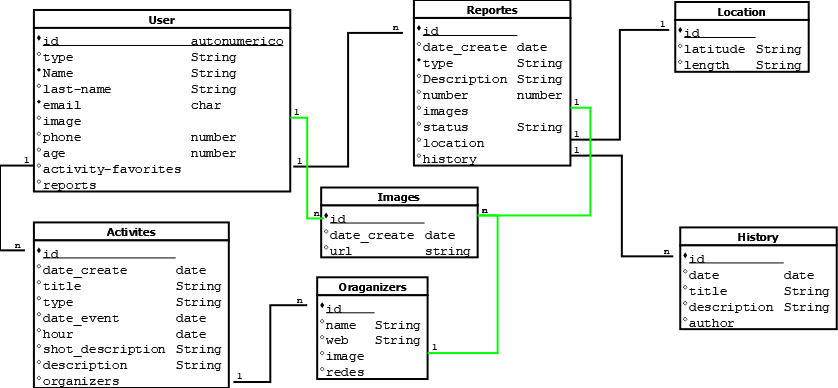 User
id autonumerico
type String
Name String
last-name String
email char
image
phone number
age number
activity-favorites
reports
1
1
1
n
Reportes
id
date_create date
type String
Description String
number number
images
status String
location
history
1
1
1
Location
id
latitude String
length String
1
Images
id
date_create date
url string
n
n
Activites
id
date_create date
title String
type String
date_event date
hour date
shot_description String
description String
organizers
n
1
Oraganizers
id
name String
web String
image
redes
n
1
History
id
date date
title String
description String
author
n